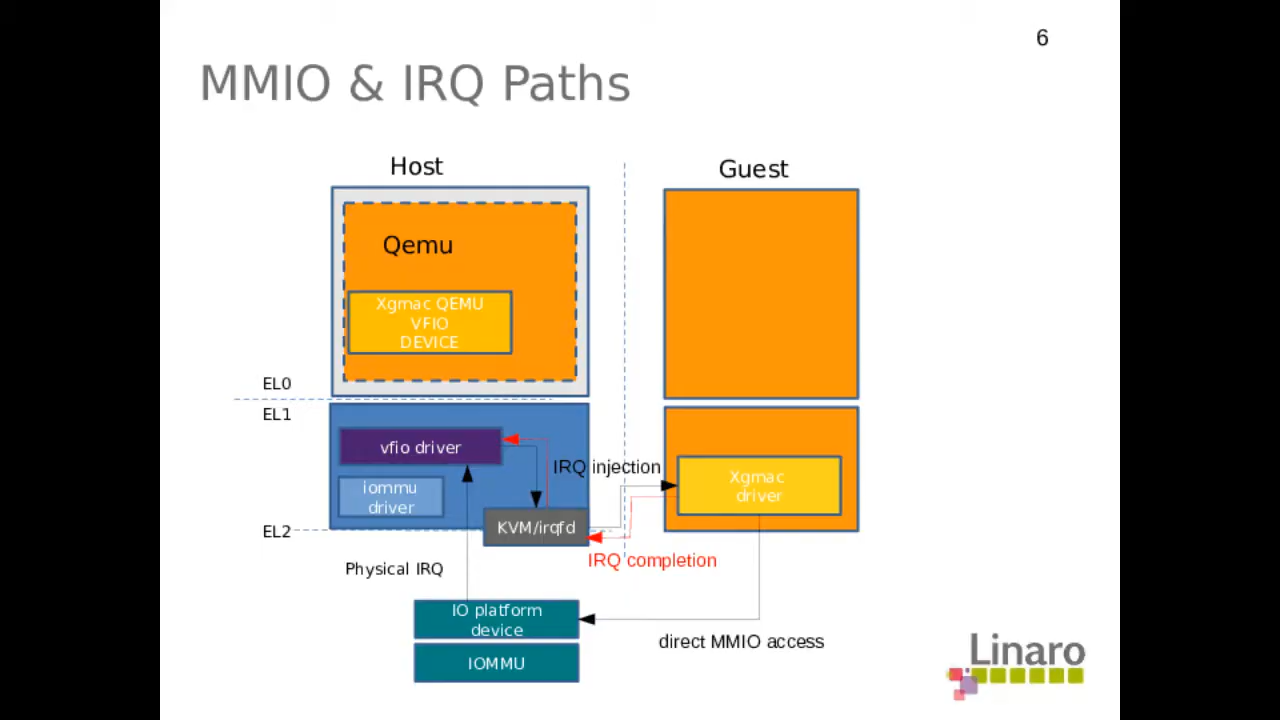 6
MMIO & IRQ Paths
Host
Guest
Qemu
Xgmac QEMU
VFIO
DEVICE
EL0
EL1
vfio driver
IRQ injection
Xgmac
driver
iommu
driver
EL2
KVM/irqfd
IRQ completion
Physical IRQ
IO platform
device
direct MMIO access
IOMMU
Linaro